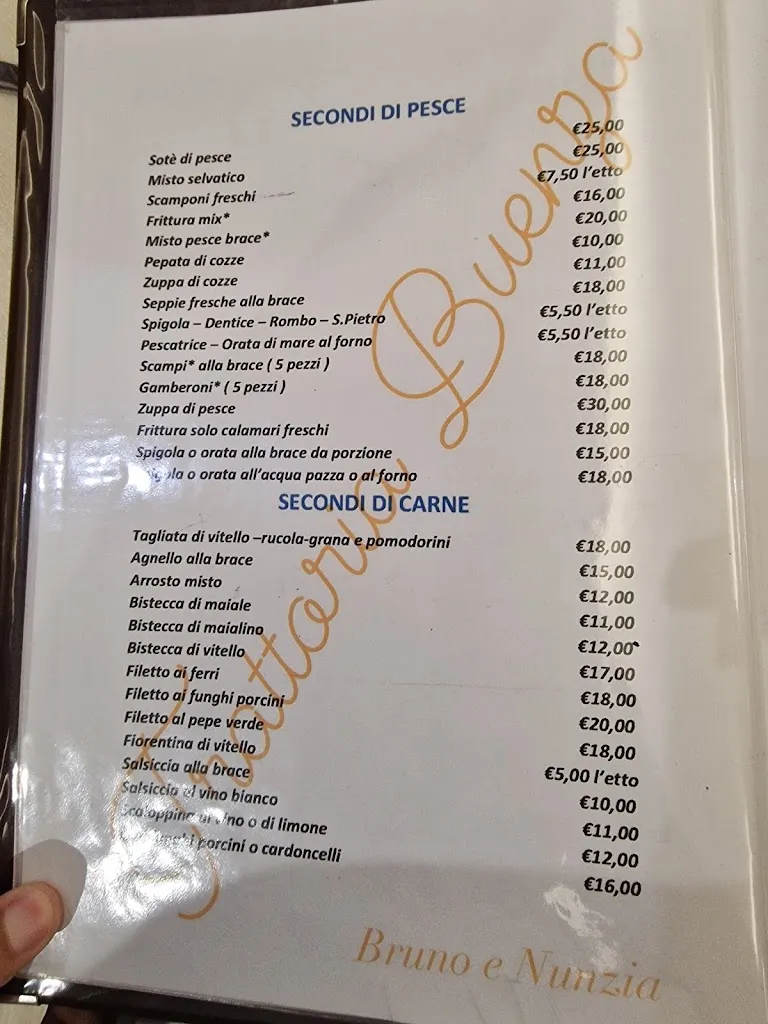 SECONDI DI PESCE
Sotè di pesce €25,00
Misto selvatico €25,00
Scamponi freschi €7,50 l'etto
Frittura mix* €16,00
Misto pesce brace* €20,00
Pepata di cozze €10,00
Zuppa di cozze €11,00
Seppie fresche alla brace €18,00
Spigola – Dentice – Rombo – S.Pietro €5,50 l'etto
Pescatrice – Orata di mare al forno €5,50 l'etto
Scampi* alla brace ( 5 pezzi ) €18,00
Gamberoni* ( 5 pezzi ) €18,00
Zuppa di pesce €30,00
Frittura solo calamari freschi €18,00
Spigola o orata alla brace da porzione €15,00
Spigola o orata all'acqua pazza o al forno €18,00
SECONDI DI CARNE
Tagliata di vitello –rucola-grana e pomodorini €18,00
Agnello alla brace €15,00
Arrosto misto €12,00
Bistecca di maiale €11,00
Bistecca di maialino €12,00
Bistecca di vitello €17,00
Filetto ai ferri €18,00
Filetto ai funghi porcini €20,00
Filetto al pepe verde €18,00
Fiorentina di vitello €5,00 l'etto
Salsiccia alla brace €10,00
Salsiccia al vino bianco €11,00
Scaloppina al vino o di limone €12,00
funghi porcini o cardoncelli €16,00
Trattoria Buenza
Bruno e Nunzia